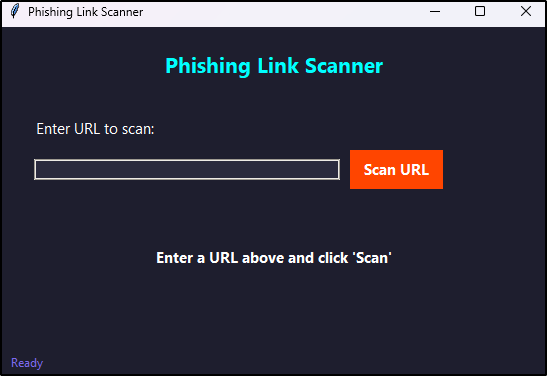 Phishing Link Scanner
Phishing Link Scanner
Enter URL to scan:
Scan URL
Enter a URL above and click 'Scan'
Ready